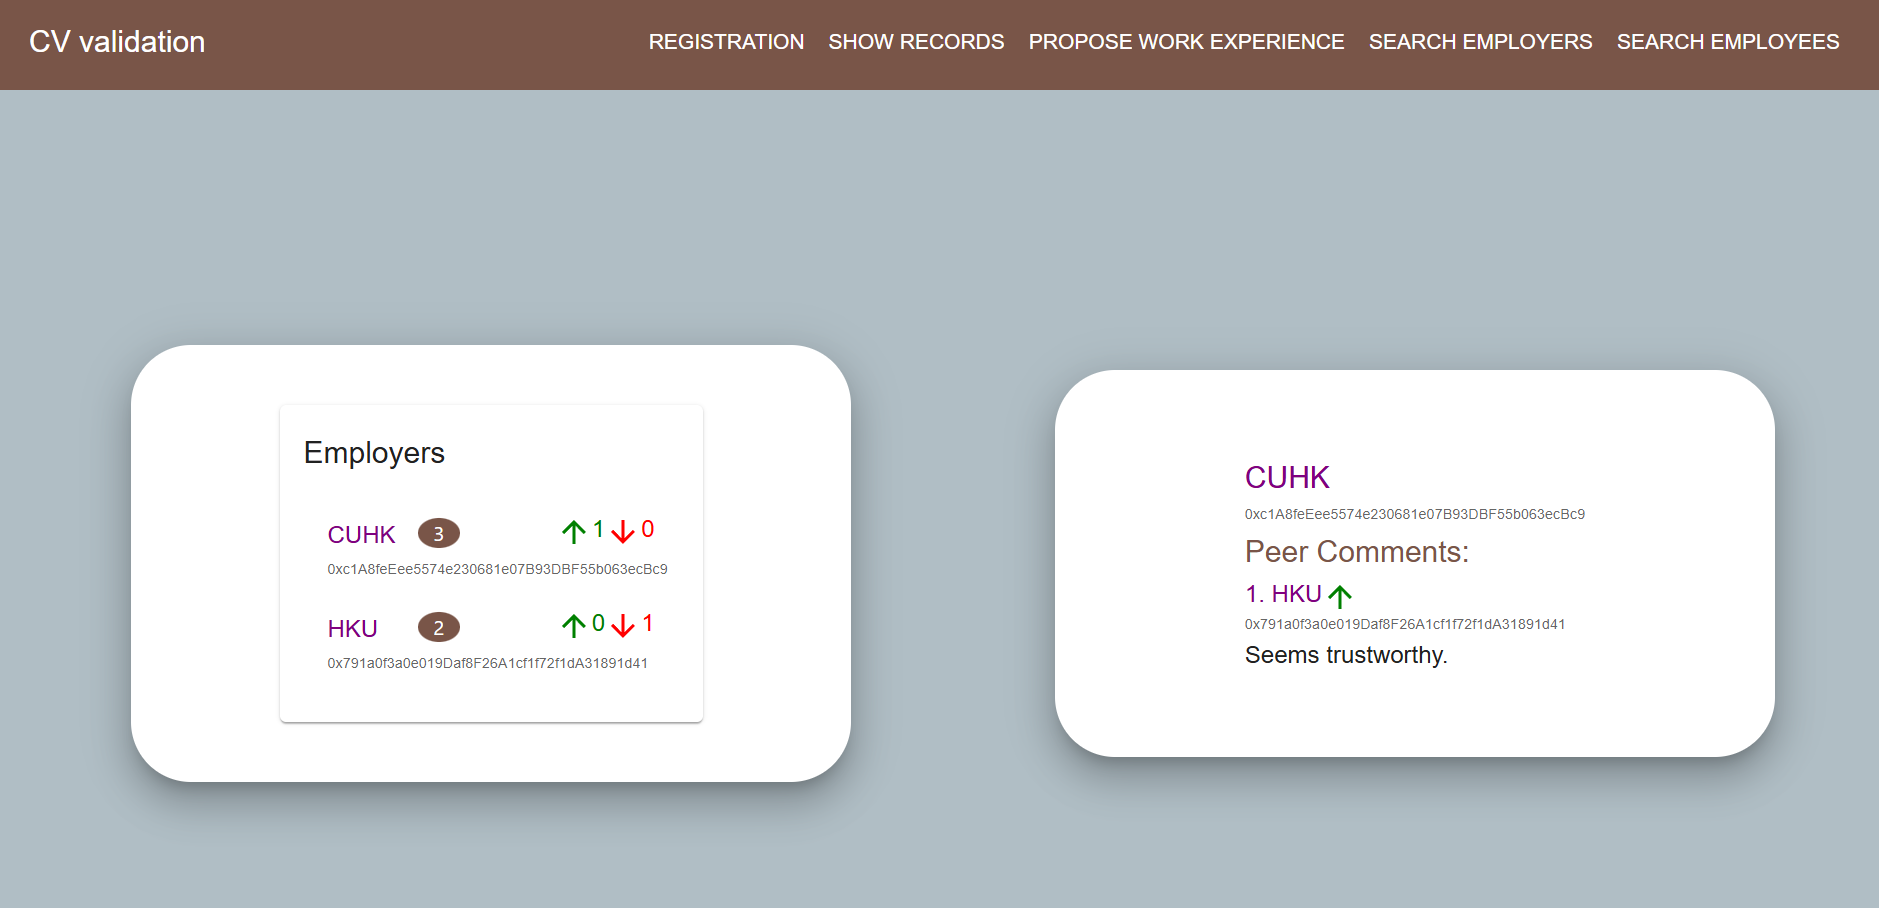 CV validation
REGISTRATION SHOW RECORDS PROPOSE WORK EXPERIENCE SEARCH EMPLOYERS SEARCH EMPLOYEES
Employers
CUHK 3 1 0
0xc1A8feEee5574e230681e07B93DBF55b063ecBc9
HKU 2 0 1
0x791a0f3a0e019Daf8F26A1cf1f72f1dA31891d41
CUHK
0xc1A8feEee5574e230681e07B93DBF55b063ecBc9
Peer Comments:
1. HKU
0x791a0f3a0e019Daf8F26A1cf1f72f1dA31891d41
Seems trustworthy.